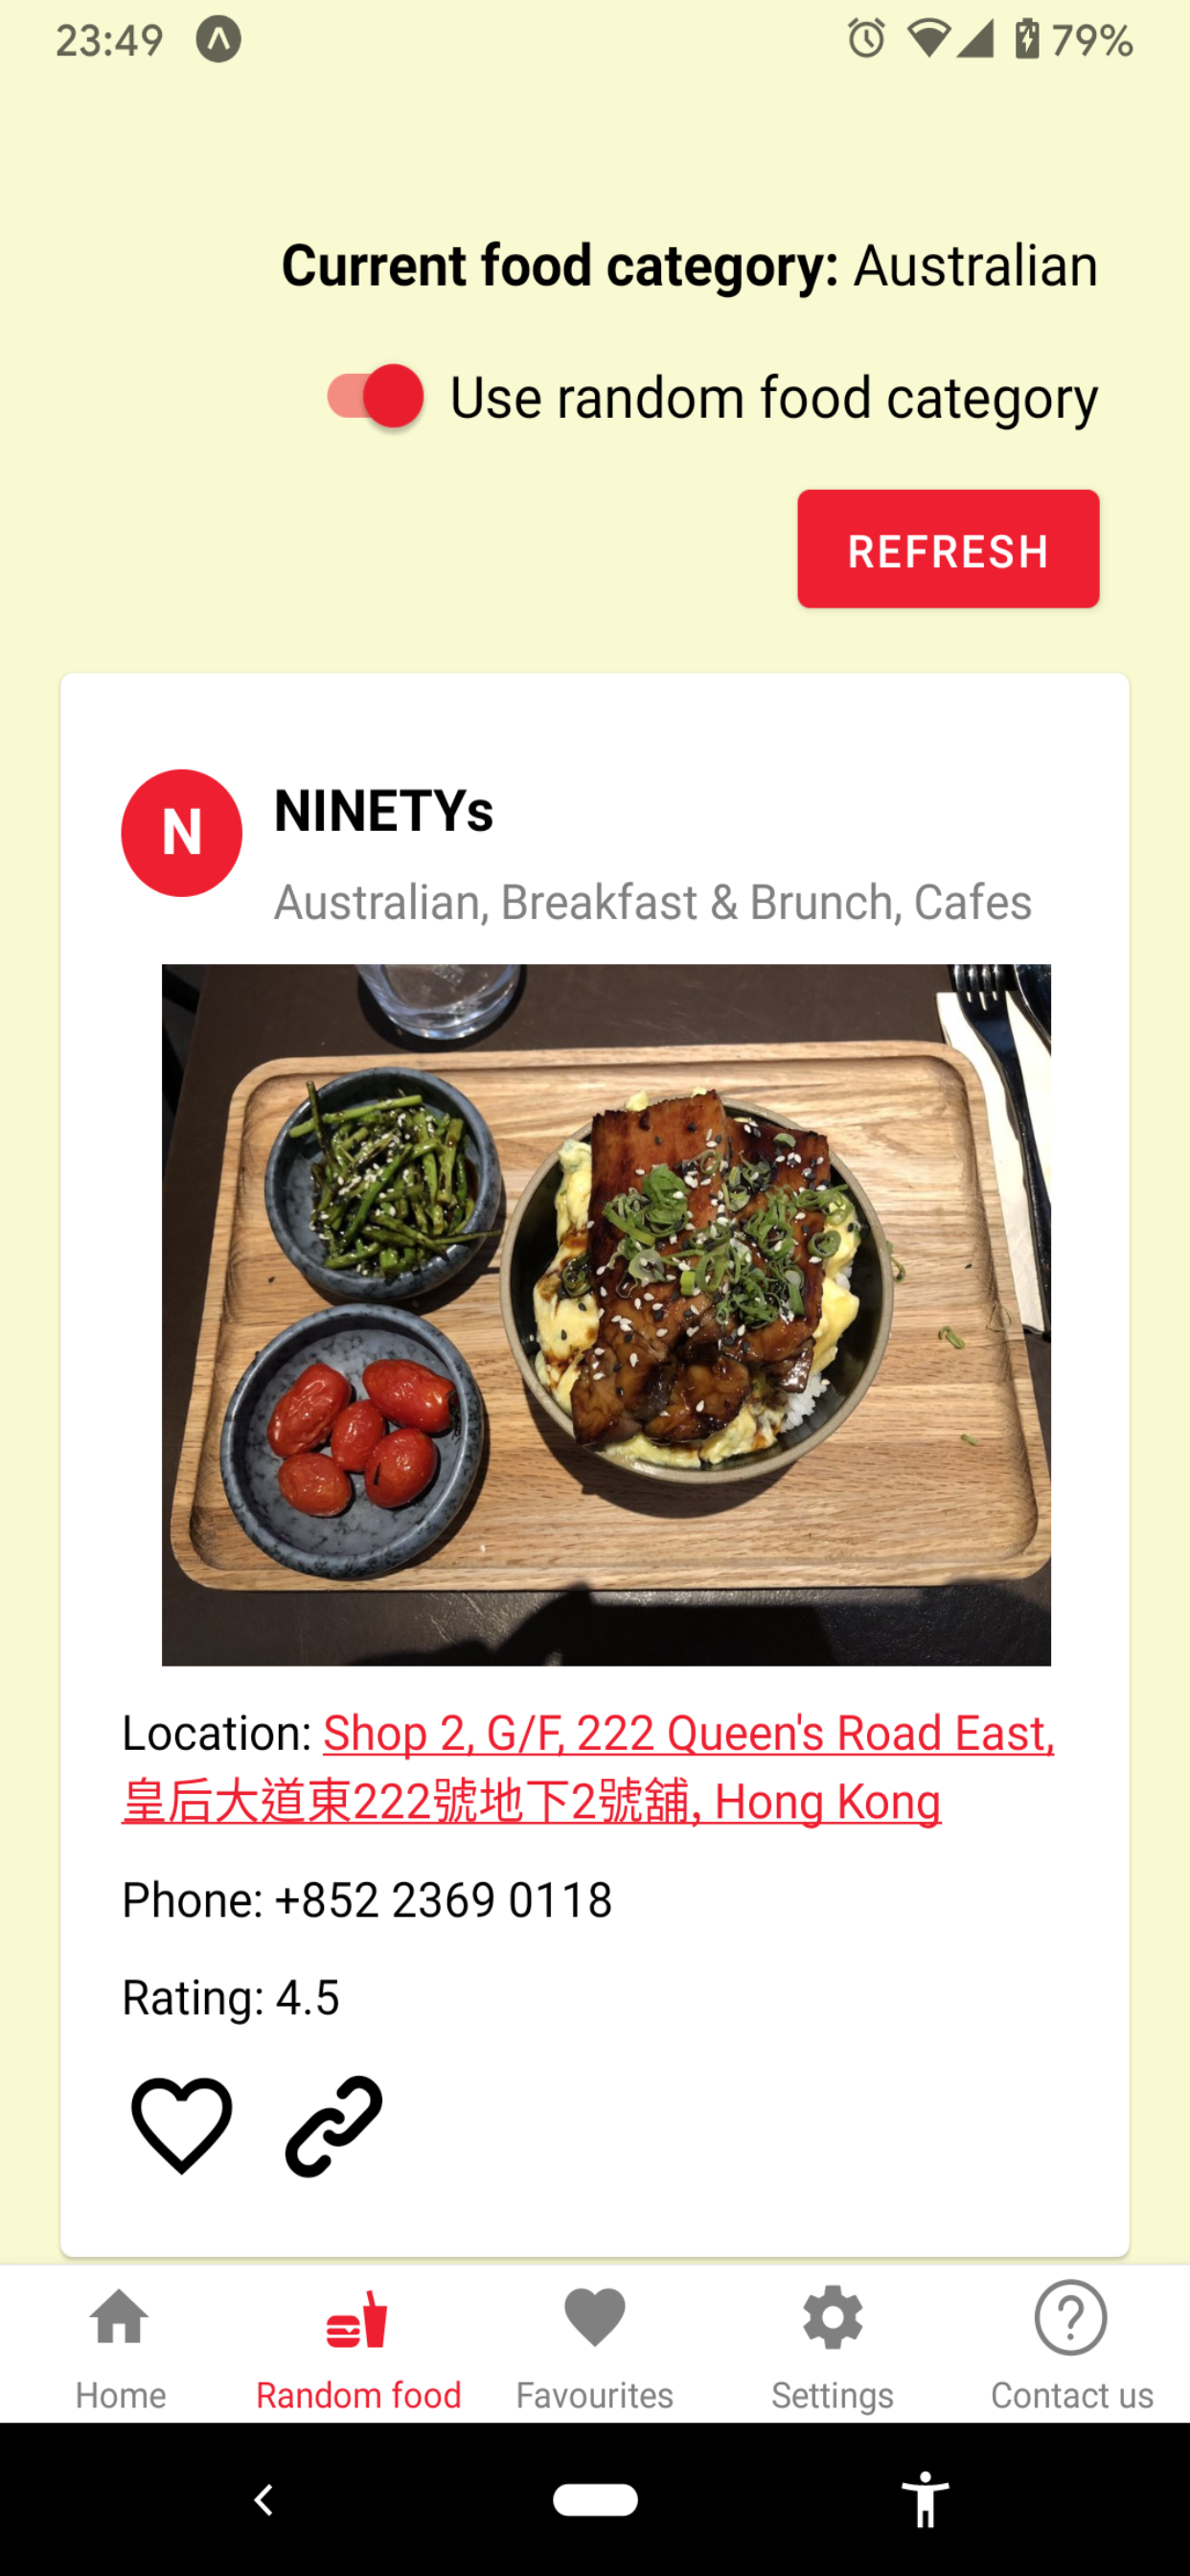 23:49
79%
Current food category: Australian
Use random food category
REFRESH
N
NINETYs
Australian, Breakfast & Brunch, Cafes
Location: Shop 2, G/F, 222 Queen's Road East,
皇后大道東222號地下2號舖, Hong Kong
Phone: +852 2369 0118
Rating: 4.5
Home
Random food
Favourites
Settings
Contact us